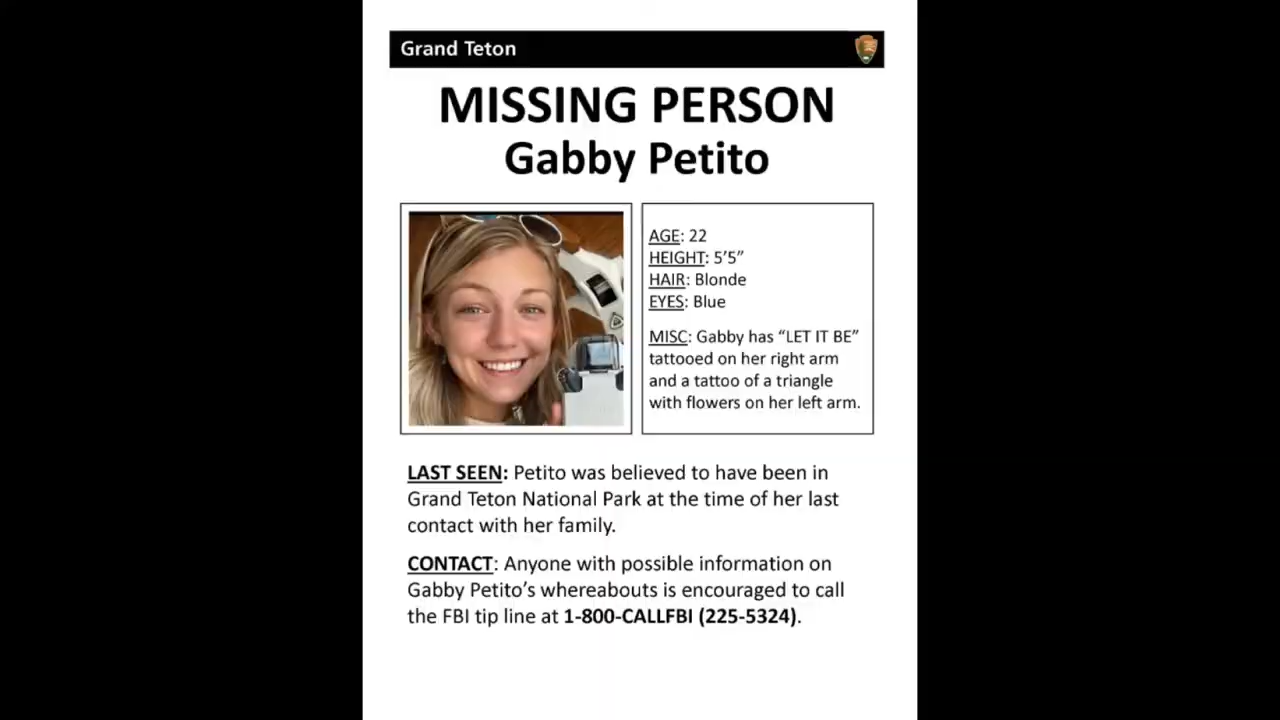 Grand Teton
MISSING PERSON
Gabby Petito
AGE: 22
HEIGHT: 5’5”
HAIR: Blonde
EYES: Blue
MISC: Gabby has “LET IT BE”
tattooed on her right arm
and a tattoo of a triangle
with flowers on her left arm.
LAST SEEN: Petito was believed to have been in
Grand Teton National Park at the time of her last
contact with her family.
CONTACT: Anyone with possible information on
Gabby Petito’s whereabouts is encouraged to call
the FBI tip line at 1-800-CALLFBI (225-5324).